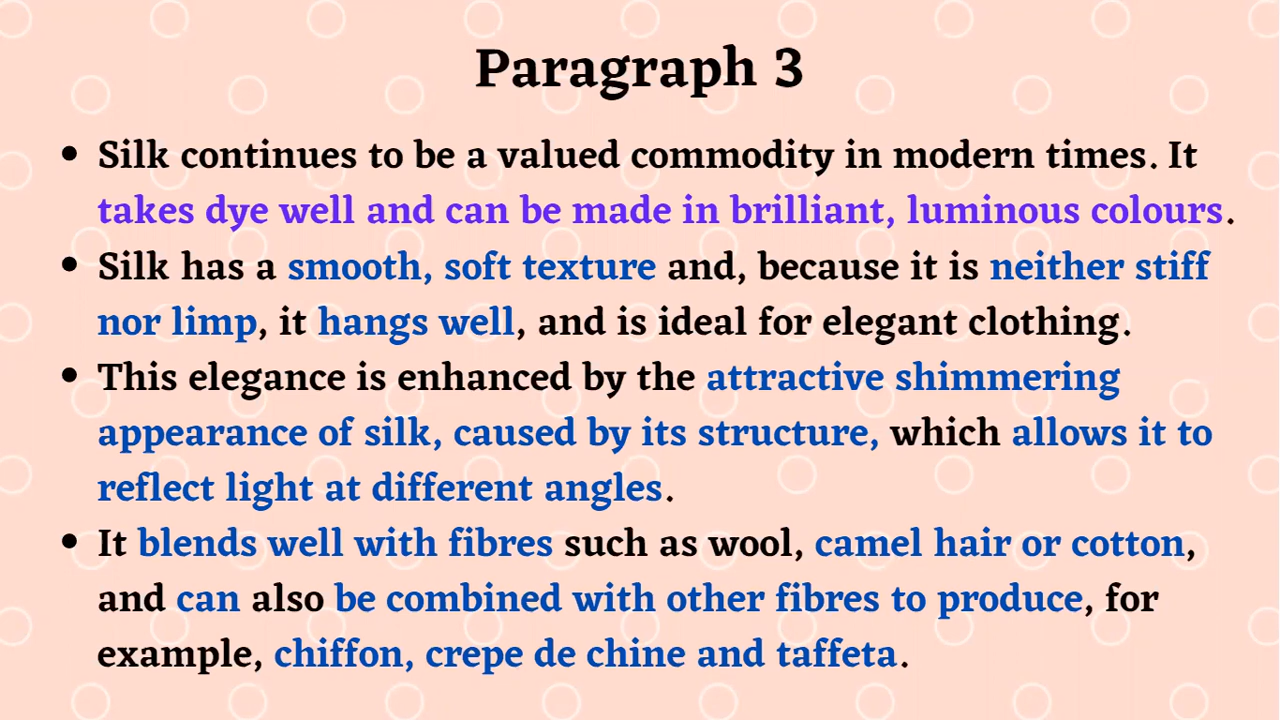 Paragraph 3
• Silk continues to be a valued commodity in modern times. It
takes dye well and can be made in brilliant, luminous colours.
• Silk has a smooth, soft texture and, because it is neither stiff
nor limp, it hangs well, and is ideal for elegant clothing.
• This elegance is enhanced by the attractive shimmering
appearance of silk, caused by its structure, which allows it to
reflect light at different angles.
• It blends well with fibres such as wool, camel hair or cotton,
and can also be combined with other fibres to produce, for
example, chiffon, crepe de chine and taffeta.